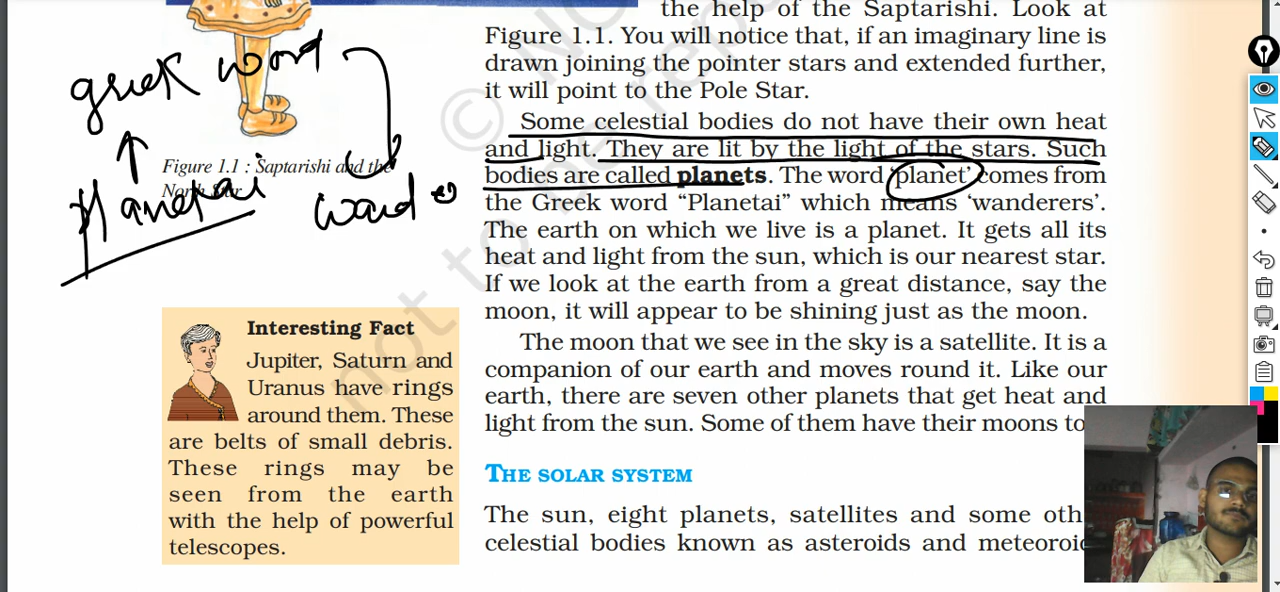 the help of the Saptarishi. Look at
Figure 1.1. You will notice that, if an imaginary line is
drawn joining the pointer stars and extended further,
it will point to the Pole Star.
Some celestial bodies do not have their own heat
and light. They are lit by the light of the stars. Such
bodies are called planets. The word 'planet' comes from
the Greek word “Planetai” which means ‘wanderers’.
The earth on which we live is a planet. It gets all its
heat and light from the sun, which is our nearest star.
If we look at the earth from a great distance, say the
moon, it will appear to be shining just as the moon.
The moon that we see in the sky is a satellite. It is a
companion of our earth and moves round it. Like our
earth, there are seven other planets that get heat and
light from the sun. Some of them have their moons to
THE SOLAR SYSTEM
The sun, eight planets, satellites and some oth
celestial bodies known as asteroids and meteoroi
word
Figure 1.1 : Saptarishi and the
North Star
Planetai
Interesting Fact
Jupiter, Saturn and
Uranus have rings
around them. These
are belts of small debris.
These rings may be
seen from the earth
with the help of powerful
telescopes.
© NC
not to be repu